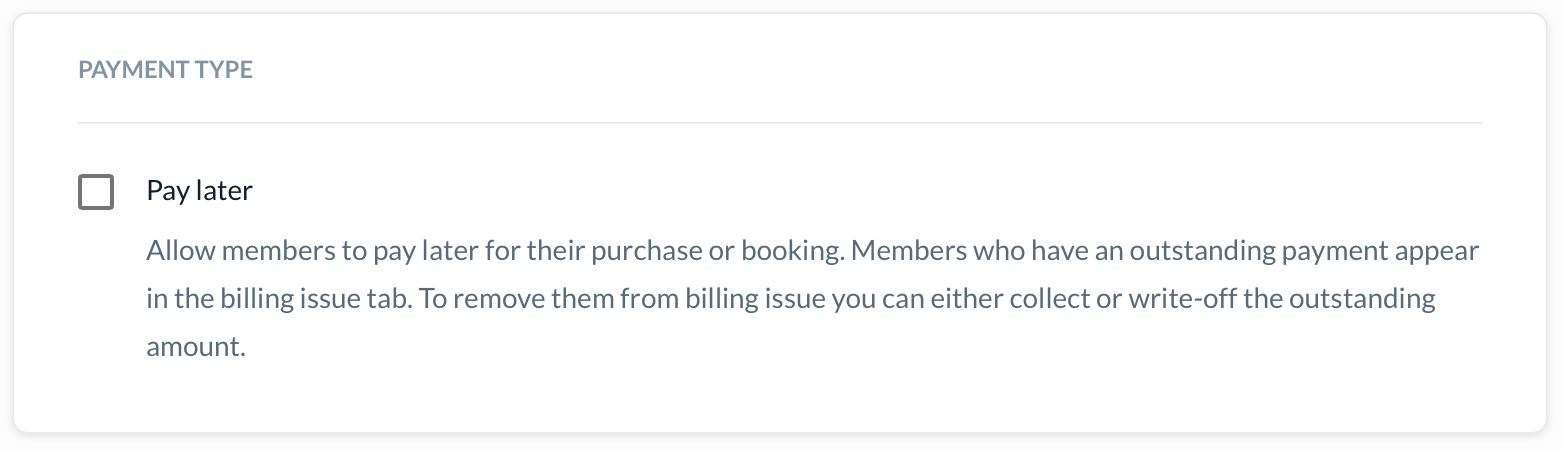 PAYMENT TYPE
Pay later
Allow members to pay later for their purchase or booking. Members who have an outstanding payment appear
in the billing issue tab. To remove them from billing issue you can either collect or write-off the outstanding
amount.